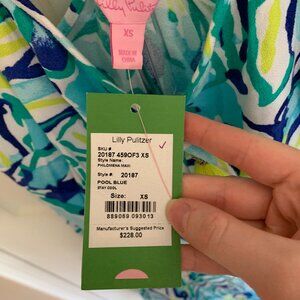 Lilly Pulitzer
XS
MADE IN
CHINA
Lilly Pulitzer
SKU #
20187 459OF3 XS
Style Name:
PHILOMENA MAXI
Style # 20187
POOL BLUE
STAY COOL
Size: XS
889069 093013
Manufacturer's Suggested Price
$228.00